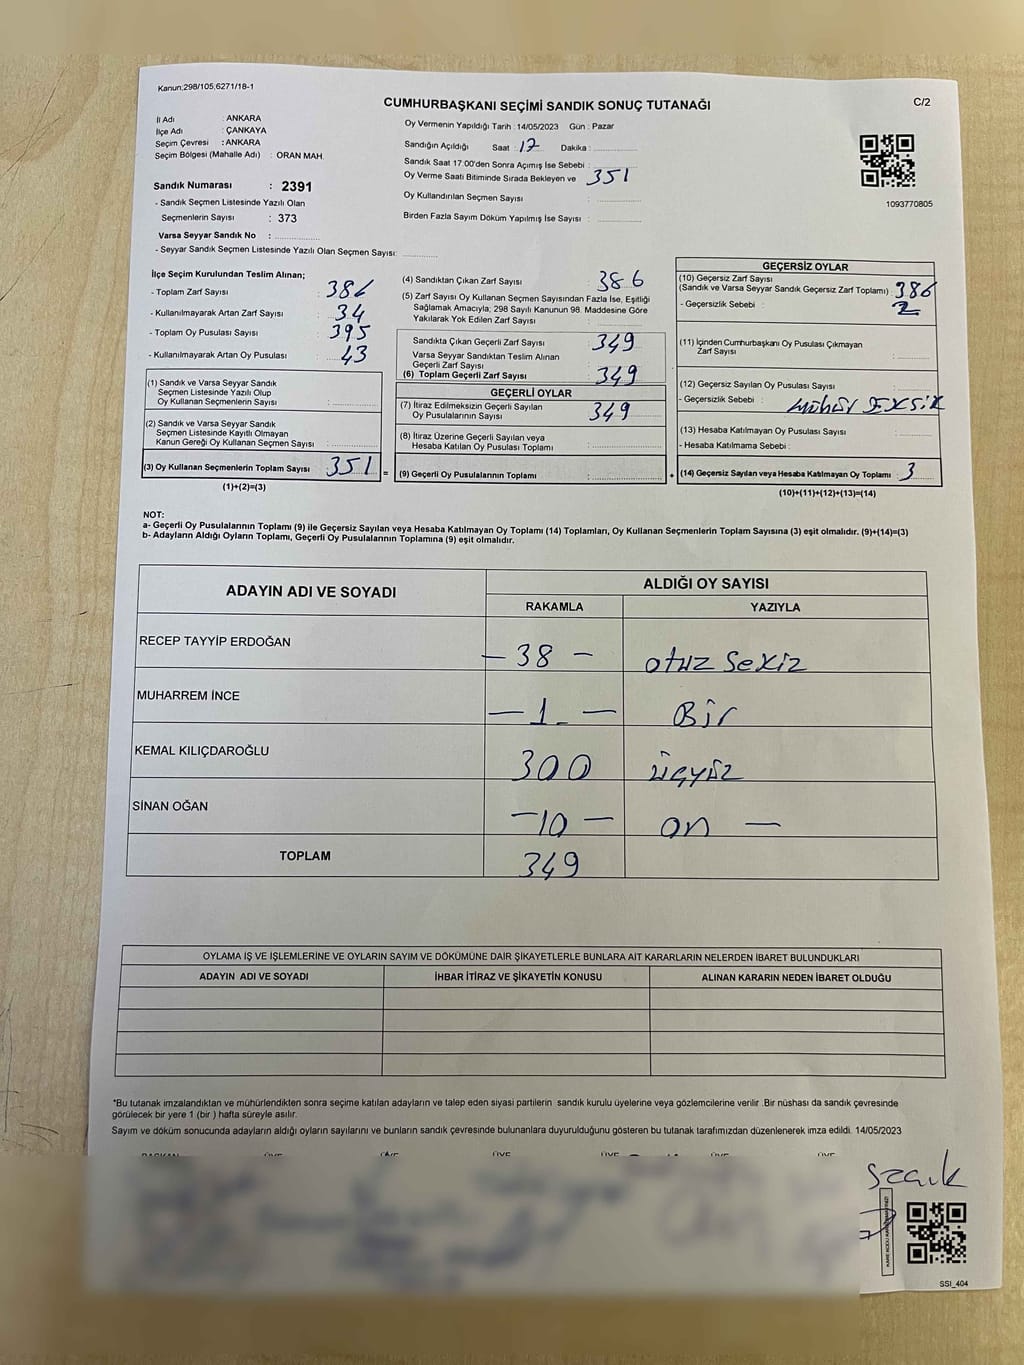 Kanun;298/105;6271/18-1
CUMHURBAŞKANI SEÇİMİ SANDIK SONUÇ TUTANAĞI
C/2
İl Adı : ANKARA
İlçe Adı : ÇANKAYA
Seçim Çevresi : ANKARA
Seçim Bölgesi (Mahalle Adı) : ORAN MAH.
Oy Vermenin Yapıldığı Tarih : 14/05/2023 Gün : Pazar
Sandığın Açıldığı Saat : 17 Dakika :
Sandık Saat 17:00'den Sonra Açımış İse Sebebi :
Oy Verme Saati Bitiminde Sırada Bekleyen ve 351
Oy Kullandırılan Seçmen Sayısı :
Birden Fazla Sayım Döküm Yapılmış İse Sayısı :
1093770805
Sandık Numarası : 2391
- Sandık Seçmen Listesinde Yazılı Olan
Seçmenlerin Sayısı : 373
Varsa Seyyar Sandık No :
- Seyyar Sandık Seçmen Listesinde Yazılı Olan Seçmen Sayısı:
İlçe Seçim Kurulundan Teslim Alınan;
- Toplam Zarf Sayısı : 386
- Kullanılmayarak Artan Zarf Sayısı : 34
- Toplam Oy Pusulası Sayısı : 395
- Kullanılmayarak Artan Oy Pusulası : 43
(1) Sandık ve Varsa Seyyar Sandık
Seçmen Listesinde Yazılı Olup
Oy Kullanan Seçmenlerin Sayısı :
(2) Sandık ve Varsa Seyyar Sandık
Seçmen Listesinde Kayıtlı Olmayan
Kanun Gereği Oy Kullanan Seçmen Sayısı :
(3) Oy Kullanan Seçmenlerin Toplam Sayısı : 351 =
(1)+(2)=(3)
(4) Sandıktan Çıkan Zarf Sayısı : 386
(5) Zarf Sayısı Oy Kullanan Seçmen Sayısından Fazla İse, Eşitliği
Sağlamak Amacıyla; 298 Sayılı Kanunun 98. Maddesine Göre
Yakılarak Yok Edilen Zarf Sayısı :
Sandıkta Çıkan Geçerli Zarf Sayısı : 349
Varsa Seyyar Sandıktan Teslim Alınan
Geçerli Zarf Sayısı :
(6) Toplam Geçerli Zarf Sayısı : 349
GEÇERLİ OYLAR
(7) İtiraz Edilmeksizin Geçerli Sayılan
Oy Pusulalarının Sayısı : 349
(8) İtiraz Üzerine Geçerli Sayılan veya
Hesaba Katılan Oy Pusulası Toplamı :
(9) Geçerli Oy Pusulalarının Toplamı : +
GEÇERSİZ OYLAR
(10) Geçersiz Zarf Sayısı
(Sandık ve Varsa Seyyar Sandık Geçersiz Zarf Toplamı) : 386
- Geçersizlik Sebebi : 2
(11) İçinden Cumhurbaşkanı Oy Pusulası Çıkmayan
Zarf Sayısı :
(12) Geçersiz Sayılan Oy Pusulası Sayısı :
- Geçersizlik Sebebi : mühür EKSİK
(13) Hesaba Katılmayan Oy Pusulası Sayısı :
- Hesaba Katılmama Sebebi :
(14) Geçersiz Sayılan veya Hesaba Katılmayan Oy Toplamı : 3
(10)+(11)+(12)+(13)=(14)
NOT:
a- Geçerli Oy Pusulalarının Toplamı (9) ile Geçersiz Sayılan veya Hesaba Katılmayan Oy Toplamı (14) Toplamları, Oy Kullanan Seçmenlerin Toplam Sayısına (3) eşit olmalıdır. (9)+(14)=(3)
b- Adayların Aldığı Oyların Toplamı, Geçerli Oy Pusulalarının Toplamına (9) eşit olmalıdır.
ADAYIN ADI VE SOYADI
ALDIĞI OY SAYISI
RAKAMLA YAZIYLA
RECEP TAYYİP ERDOĞAN - 38 - otuz sekiz
MUHARREM İNCE - 1 - Bir
KEMAL KILIÇDAROĞLU 300 üçyüz
SİNAN OĞAN - 10 - on -
TOPLAM 349
OYLAMA İŞ VE İŞLEMLERİNE VE OYLARIN SAYIM VE DÖKÜMÜNE DAİR ŞİKAYETLERLE BUNLARA AİT KARARLARIN NELERDEN İBARET BULUNDUKLARI
ADAYIN ADI VE SOYADI İHBAR İTİRAZ VE ŞİKAYETİN KONUSU ALINAN KARARIN NEDEN İBARET OLDUĞU
*Bu tutanak imzalandıktan ve mühürlendikten sonra seçime katılan adayların ve talep eden siyasi partilerin sandık kurulu üyelerine veya gözlemcilerine verilir .Bir nüshası da sandık çevresinde
görülecek bir yere 1 (bir ) hafta süreyle asılır.
Sayım ve döküm sonucunda adayların aldığı oyların sayılarını ve bunların sandık çevresinde bulunanlara duyurulduğunu gösteren bu tutanak tarafımızdan düzenlenerek imza edildi. 14/05/2023
SSI_404